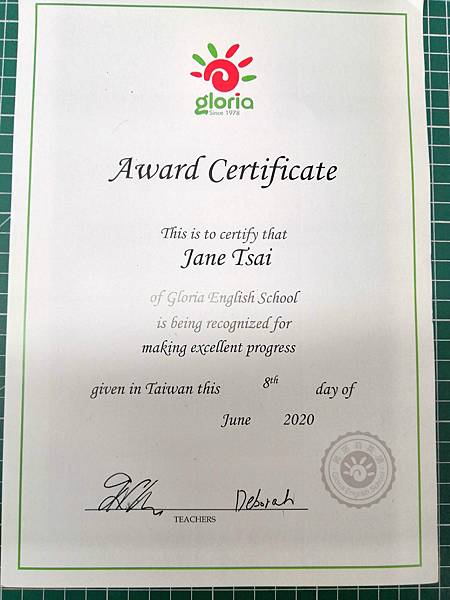 gloria
Since 1978
Award Certificate
This is to certify that
Jane Tsai
of Gloria English School
is being recognized for
making excellent progress
given in Taiwan this 8th day of
June 2020
Deborah
TEACHERS